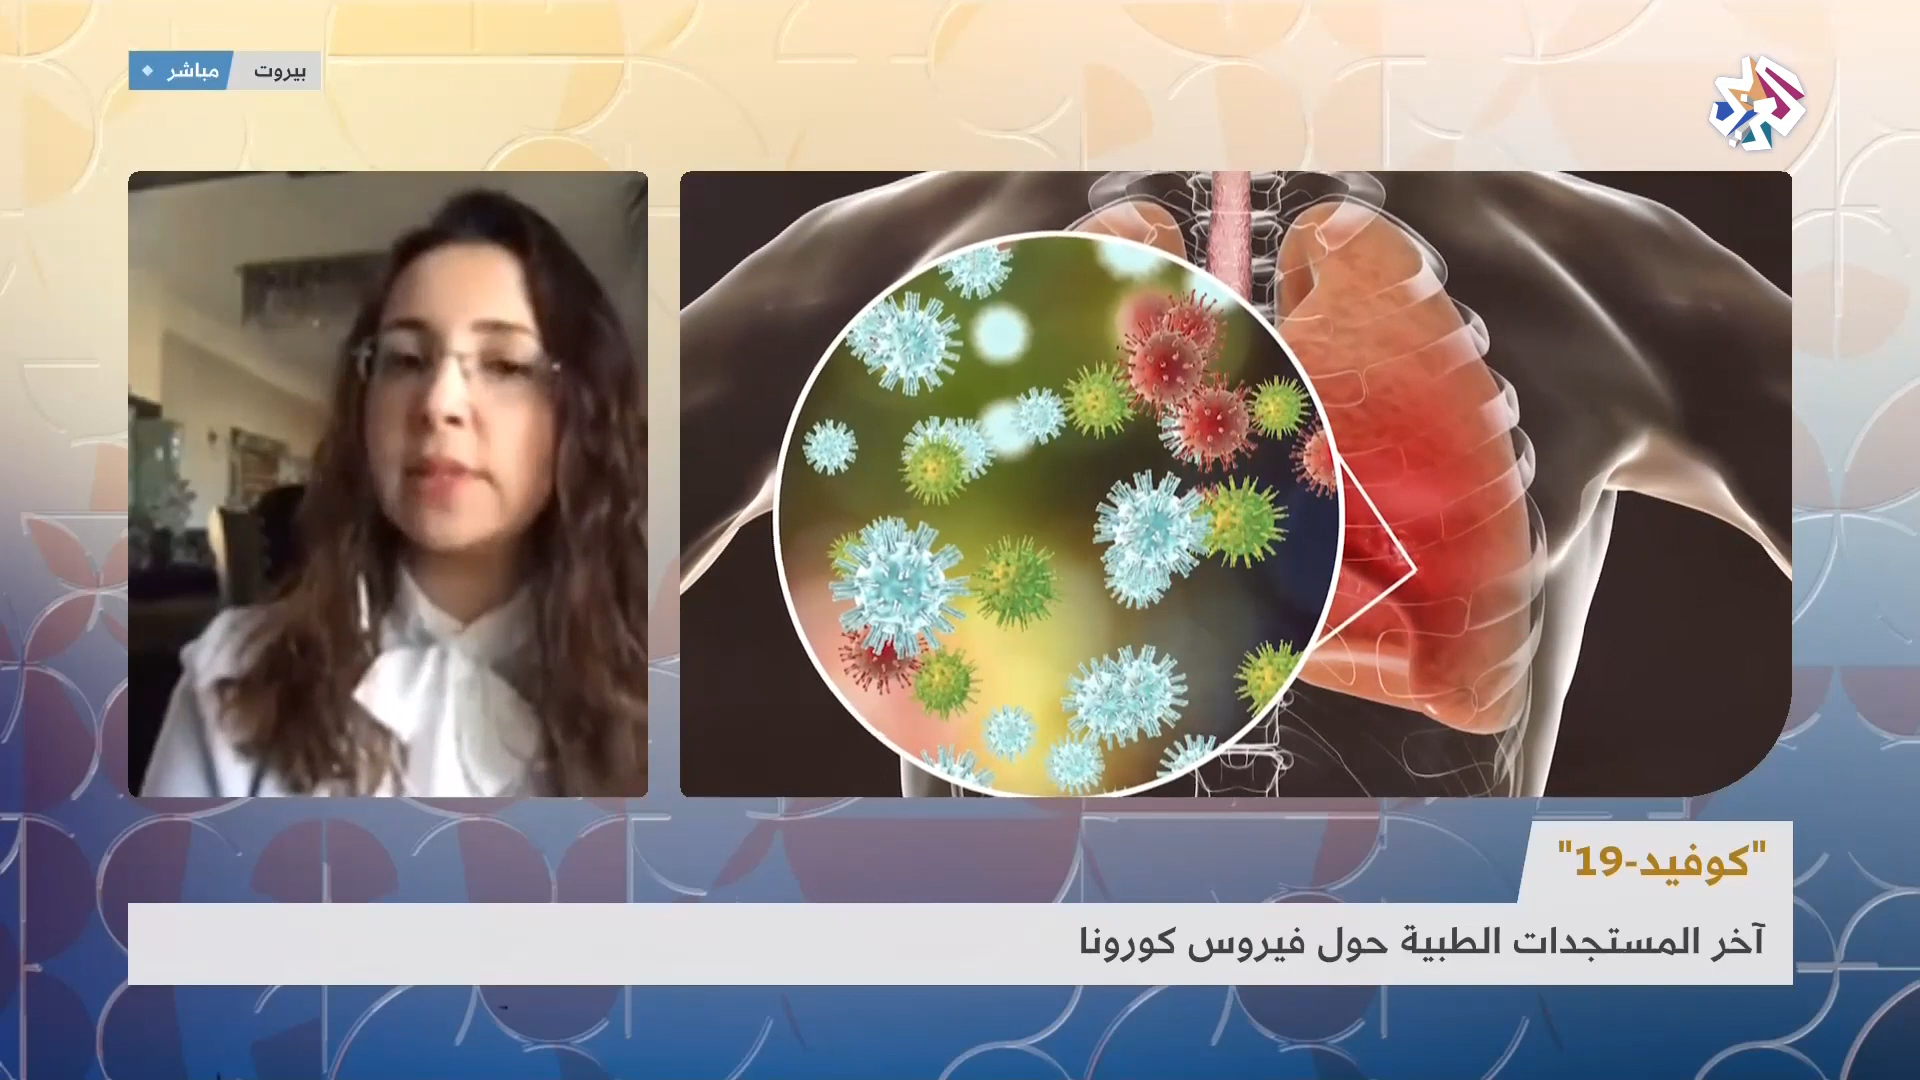 بيروت
مباشر
"كوفيد-19"
آخر المستجدات الطبية حول فيروس كورونا